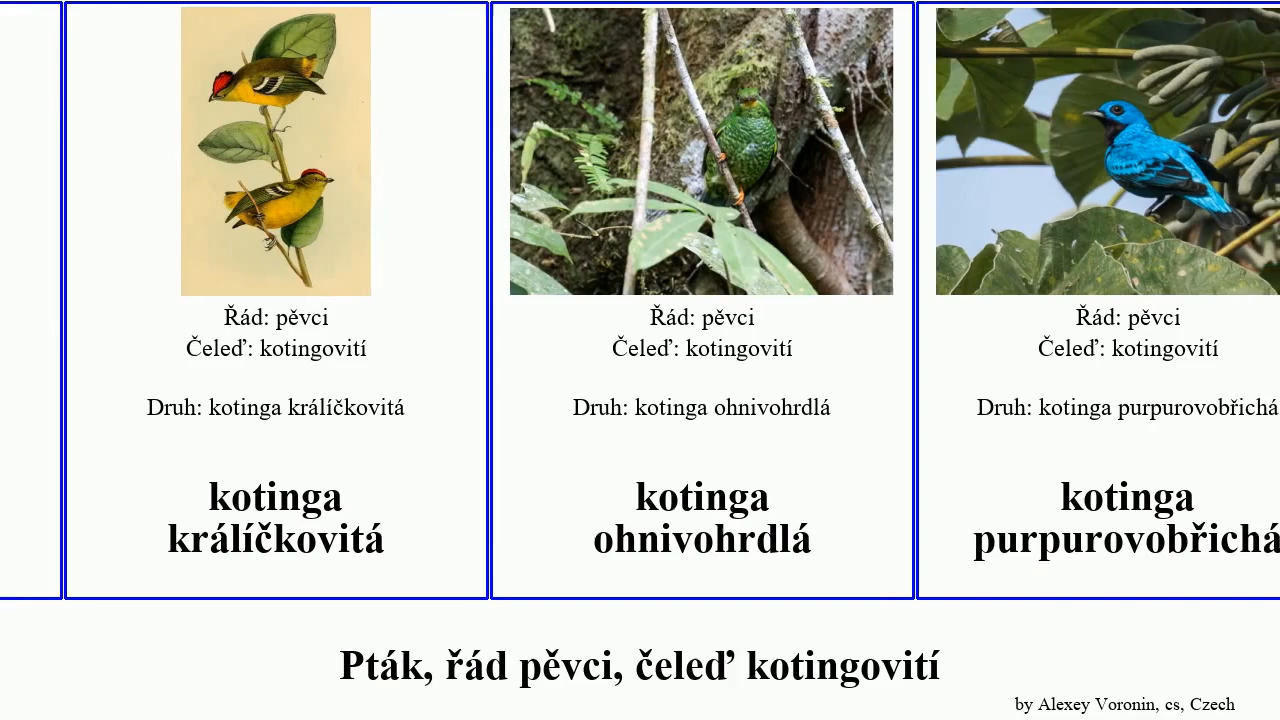 Řád: pěvci
Čeleď: kotingovití
Druh: kotinga králíčkovitá
kotinga
králíčkovitá
Řád: pěvci
Čeleď: kotingovití
Druh: kotinga ohnivohrdlá
kotinga
ohnivohrdlá
Řád: pěvci
Čeleď: kotingovití
Druh: kotinga purpurovobřichá
kotinga
purpurovobřichá
Pták, řád pěvci, čeleď kotingovití
by Alexey Voronin, cs, Czech